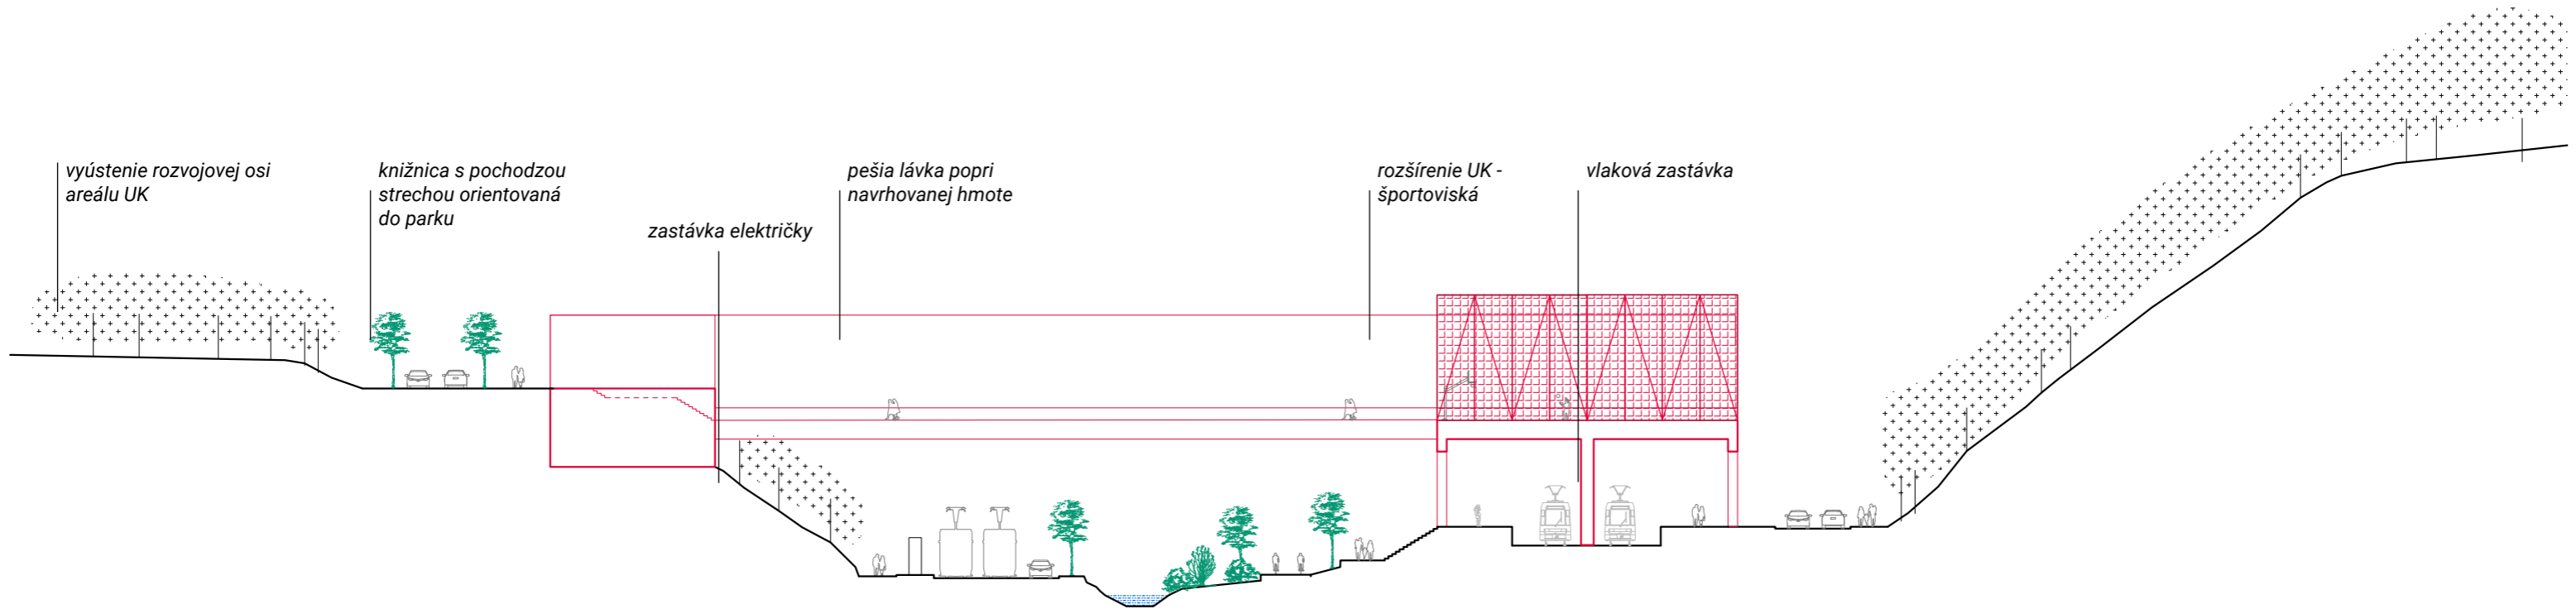 vyústenie rozvojovej osi
areálu UK
knižnica s pochodzou
strechou orientovaná
do parku
zastávka električky
pešia lávka popri
navrhovanej hmote
rozšírenie UK -
športoviská
vlaková zastávka